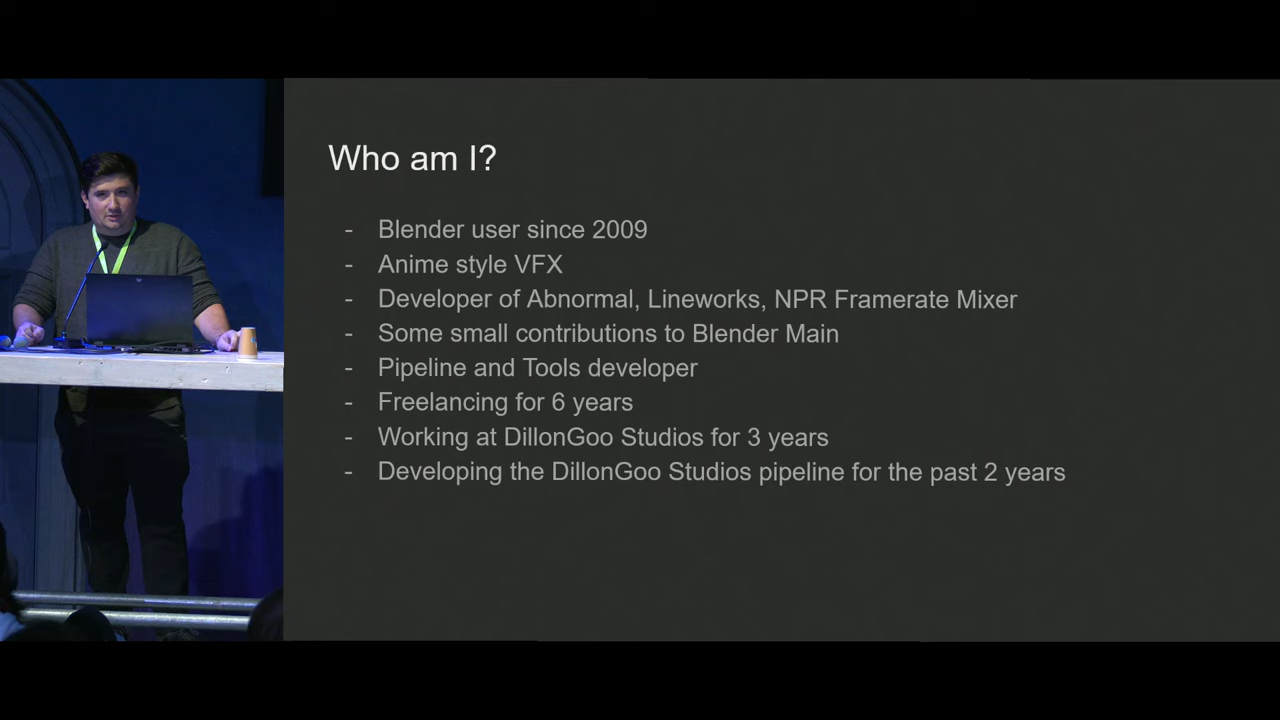 Who am I?
- Blender user since 2009
- Anime style VFX
- Developer of Abnormal, Lineworks, NPR Framerate Mixer
- Some small contributions to Blender Main
- Pipeline and Tools developer
- Freelancing for 6 years
- Working at DillonGoo Studios for 3 years
- Developing the DillonGoo Studios pipeline for the past 2 years